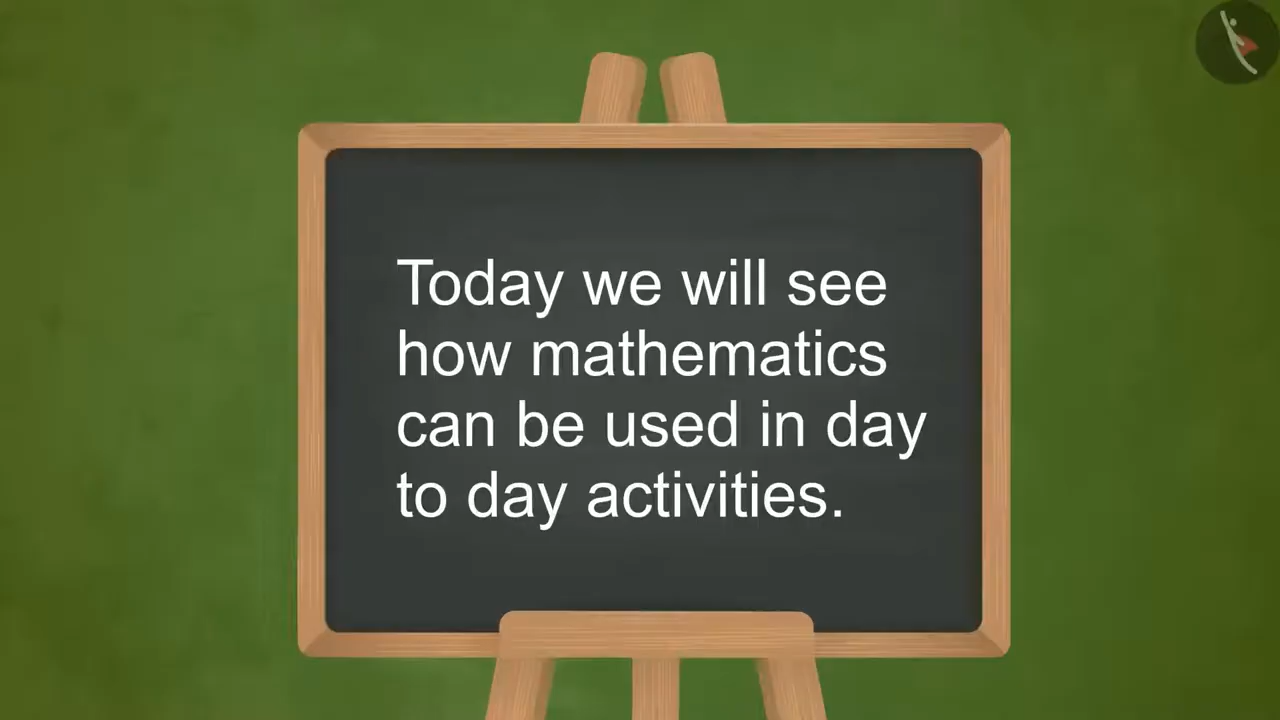 Today we will see
how mathematics
can be used in day
to day activities.